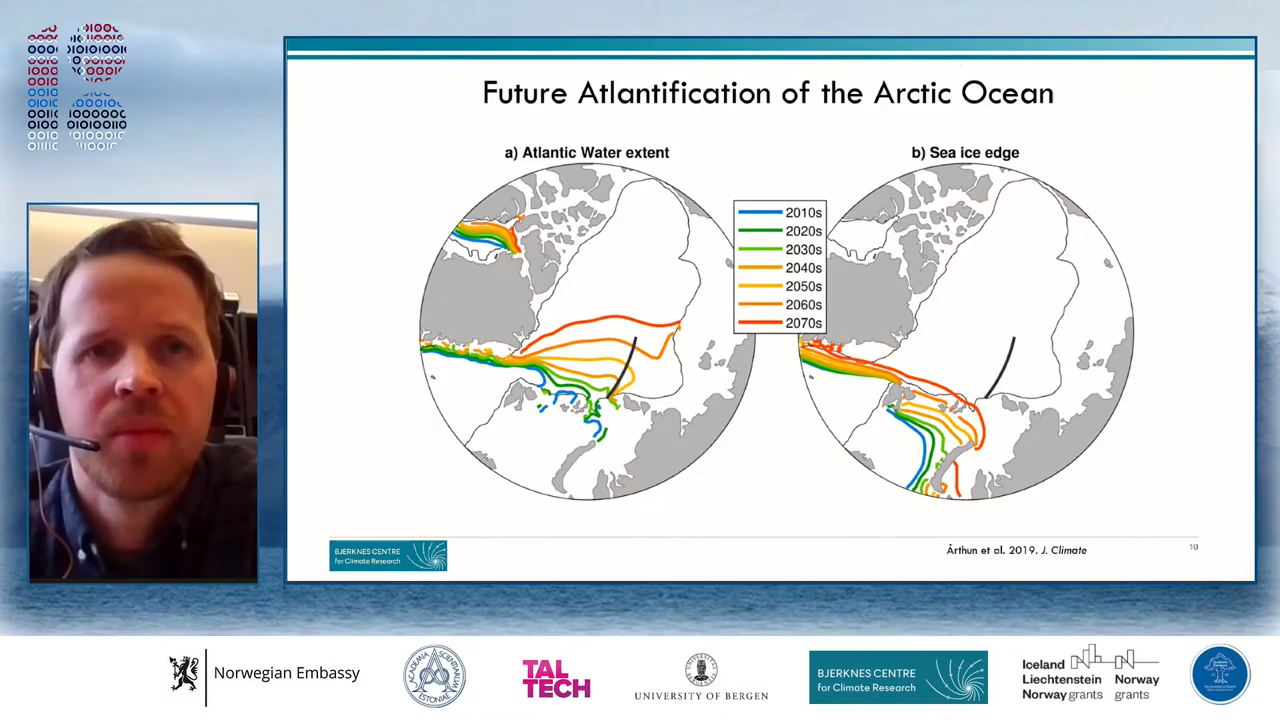 Future Atlantification of the Arctic Ocean
a) Atlantic Water extent
b) Sea ice edge
2010s
2020s
2030s
2040s
2050s
2060s
2070s
BJERKNES CENTRE
for Climate Research
Årthun et al. 2019. J. Climate
10
Norwegian Embassy
TAL
TECH
UNIVERSITY OF BERGEN
BJERKNES CENTRE
for Climate Research
Iceland
Liechtenstein
Norway grants
Norway
grants